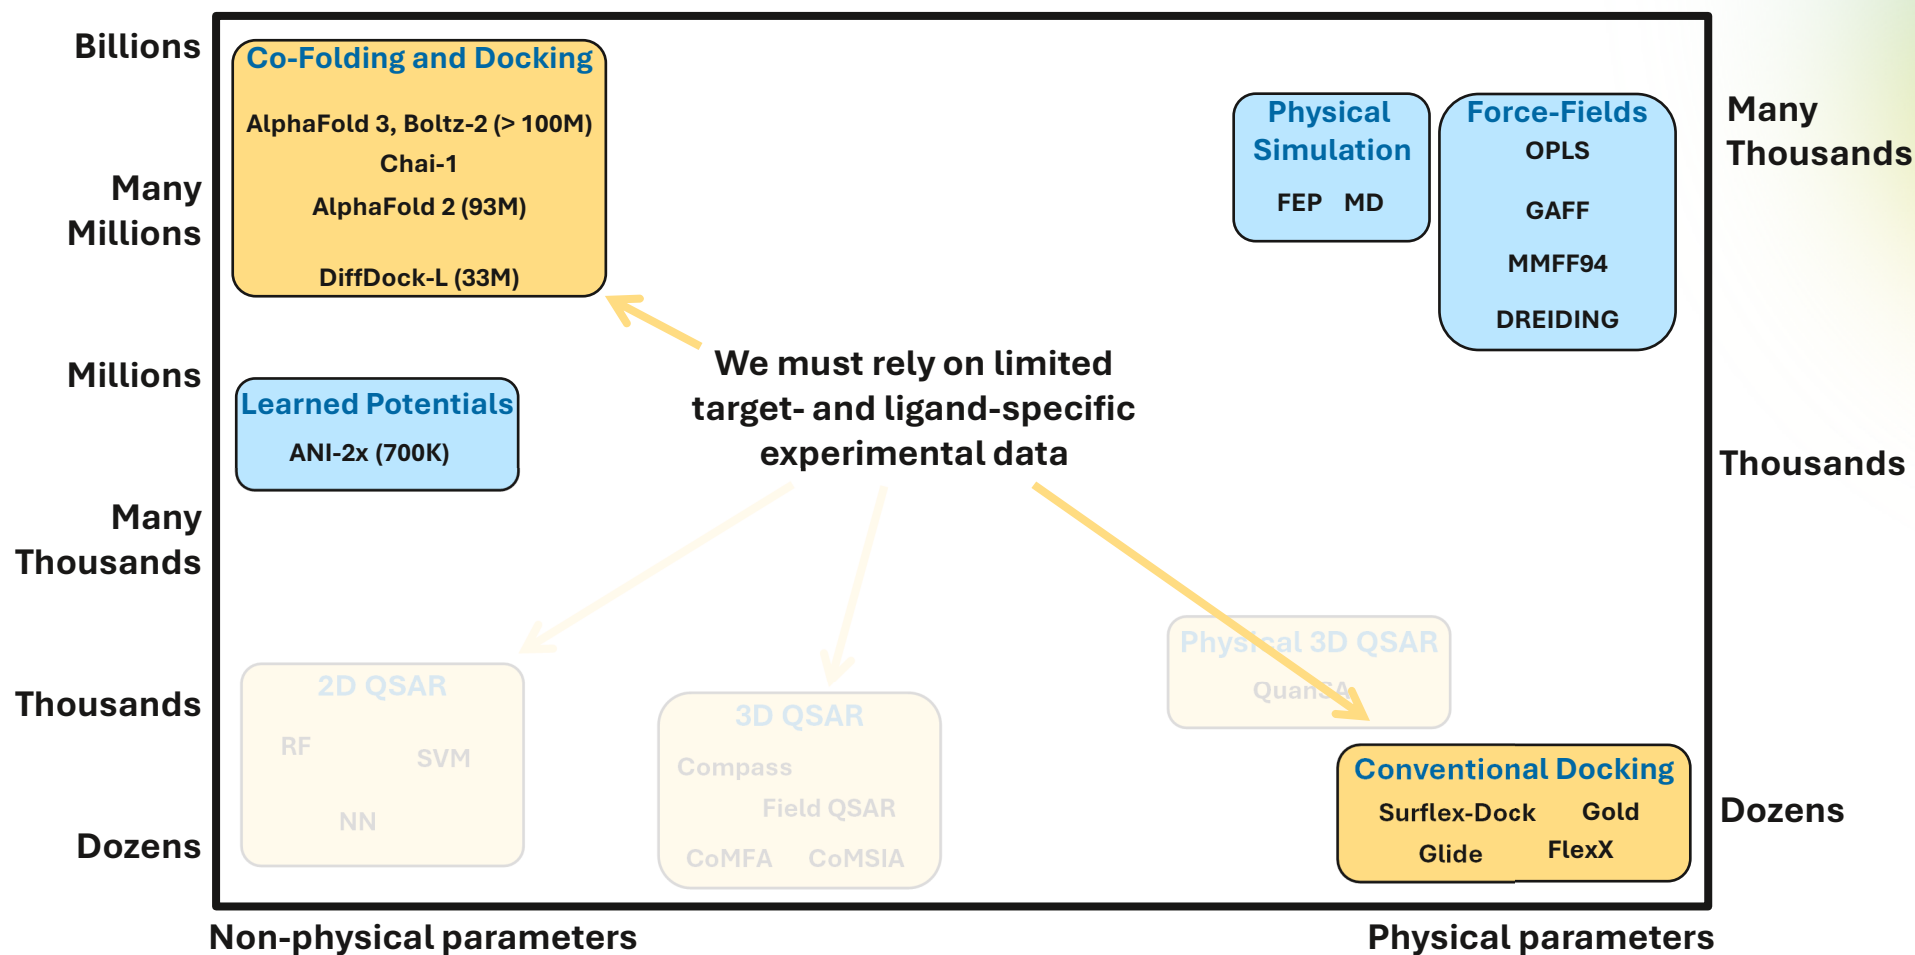 Billions
Many
Millions
Millions
Many
Thousands
Thousands
Dozens
Co-Folding and Docking
AlphaFold 3, Boltz-2 (> 100M)
Chai-1
AlphaFold 2 (93M)
DiffDock-L (33M)
Learned Potentials
ANI-2x (700K)
We must rely on limited
target- and ligand-specific
experimental data
Physical
Simulation
FEP MD
Force-Fields
OPLS
GAFF
MMFF94
DREIDING
2D QSAR
RF
SVM
NN
3D QSAR
Compass
Field QSAR
CoMFA CoMSIA
Physical 3D QSAR
QuanSA
Conventional Docking
Surflex-Dock Gold
Glide FlexX
Many
Thousands
Thousands
Dozens
Non-physical parameters
Physical parameters